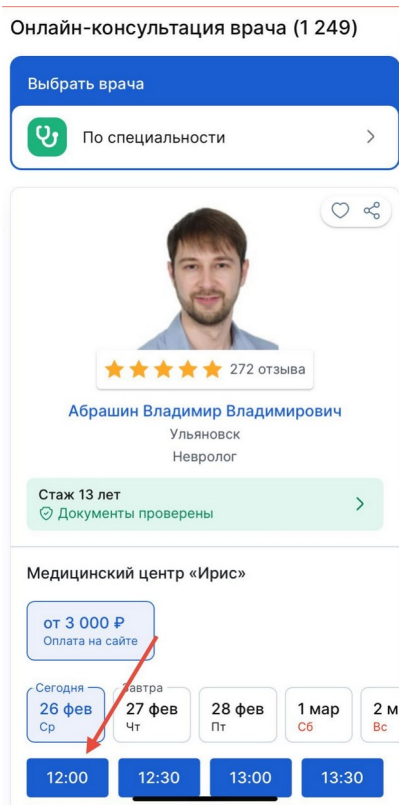 Онлайн-консультация врача (1 249)
Выбрать врача
По специальности
272 отзыва
Абрашин Владимир Владимирович
Ульяновск
Невролог
Стаж 13 лет
Документы проверены
Медицинский центр «Ирис»
от 3 000 ₽
Оплата на сайте
Сегодня Завтра
26 фев 27 фев 28 фев 1 мар 2 м
Ср Чт Пт Сб Вс
12:00 12:30 13:00 13:30